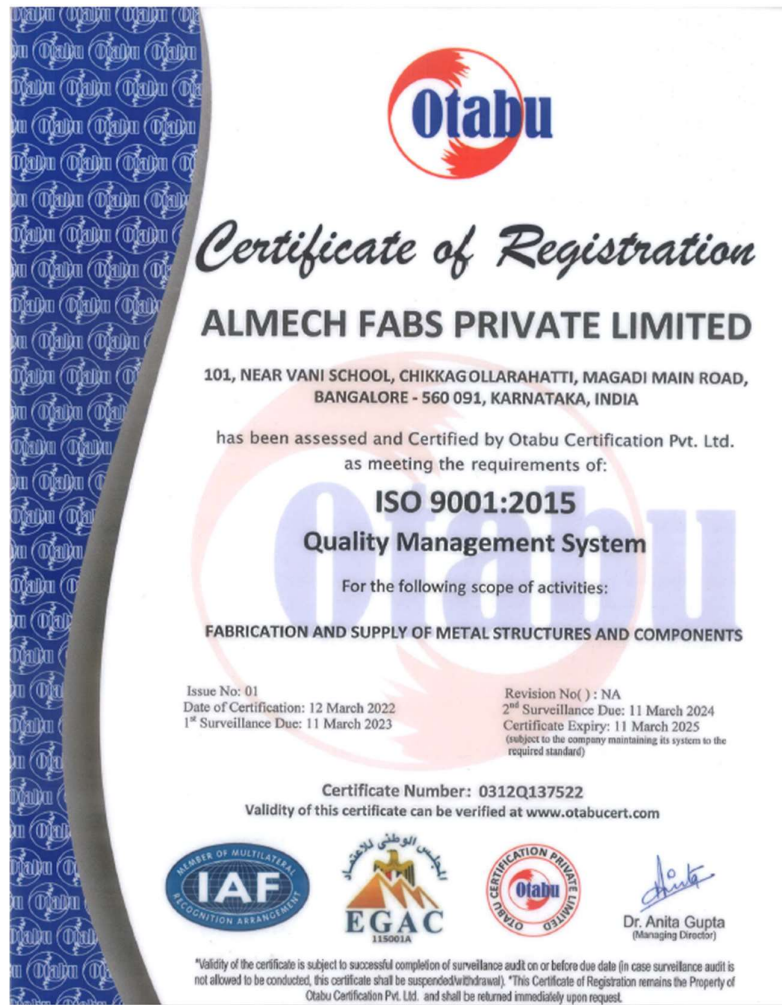 Otabu
Certificate of Registration
ALMECH FABS PRIVATE LIMITED
101, NEAR VANI SCHOOL, CHIKKAGOLLARAHATTI, MAGADI MAIN ROAD,
BANGALORE - 560 091, KARNATAKA, INDIA
has been assessed and Certified by Otabu Certification Pvt. Ltd.
as meeting the requirements of:
ISO 9001:2015
Quality Management System
For the following scope of activities:
FABRICATION AND SUPPLY OF METAL STRUCTURES AND COMPONENTS
Issue No: 01
Date of Certification: 12 March 2022
1st Surveillance Due: 11 March 2023
Revision No( ) : NA
2nd Surveillance Due: 11 March 2024
Certificate Expiry: 11 March 2025
(subject to the company maintaining its system to the
required standard)
Certificate Number: 0312Q137522
Validity of this certificate can be verified at www.otabucert.com
MEMBER OF MULTILATERAL
IAF
RECOGNITION ARRANGEMENT
المجلس الوطني للاعتماد
EGAC
115001A
OTABU CERTIFICATION PRIVATE LIMITED
Otabu
Dr. Anita Gupta
(Managing Director)
"Validity of the certificate is subject to successful completion of surveillance audit on or before due date (in case surveillance audit is
not allowed to be conducted, this certificate shall be suspended/withdrawal). "This Certificate of Registration remains the Property of
Otabu Certification Pvt. Ltd. and shall be returned immediately upon request.